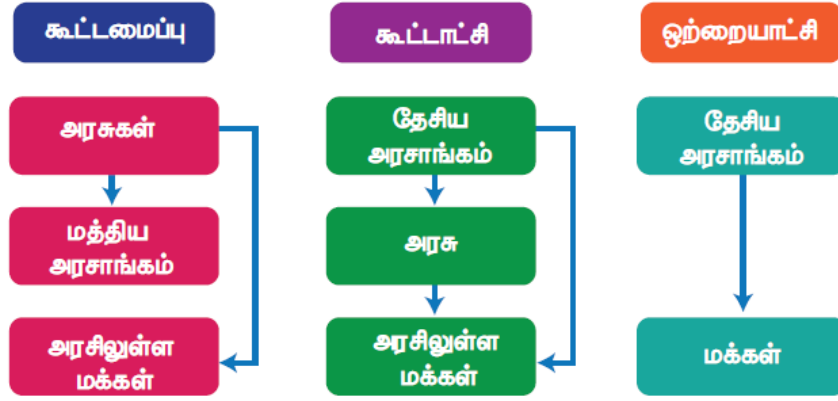 கூட்டமைப்பு
அரசுகள்
மத்திய
அரசாங்கம்
அரசிலுள்ள
மக்கள்
கூட்டாட்சி
தேசிய
அரசாங்கம்
அரசு
அரசிலுள்ள
மக்கள்
ஒற்றையாட்சி
தேசிய
அரசாங்கம்
மக்கள்